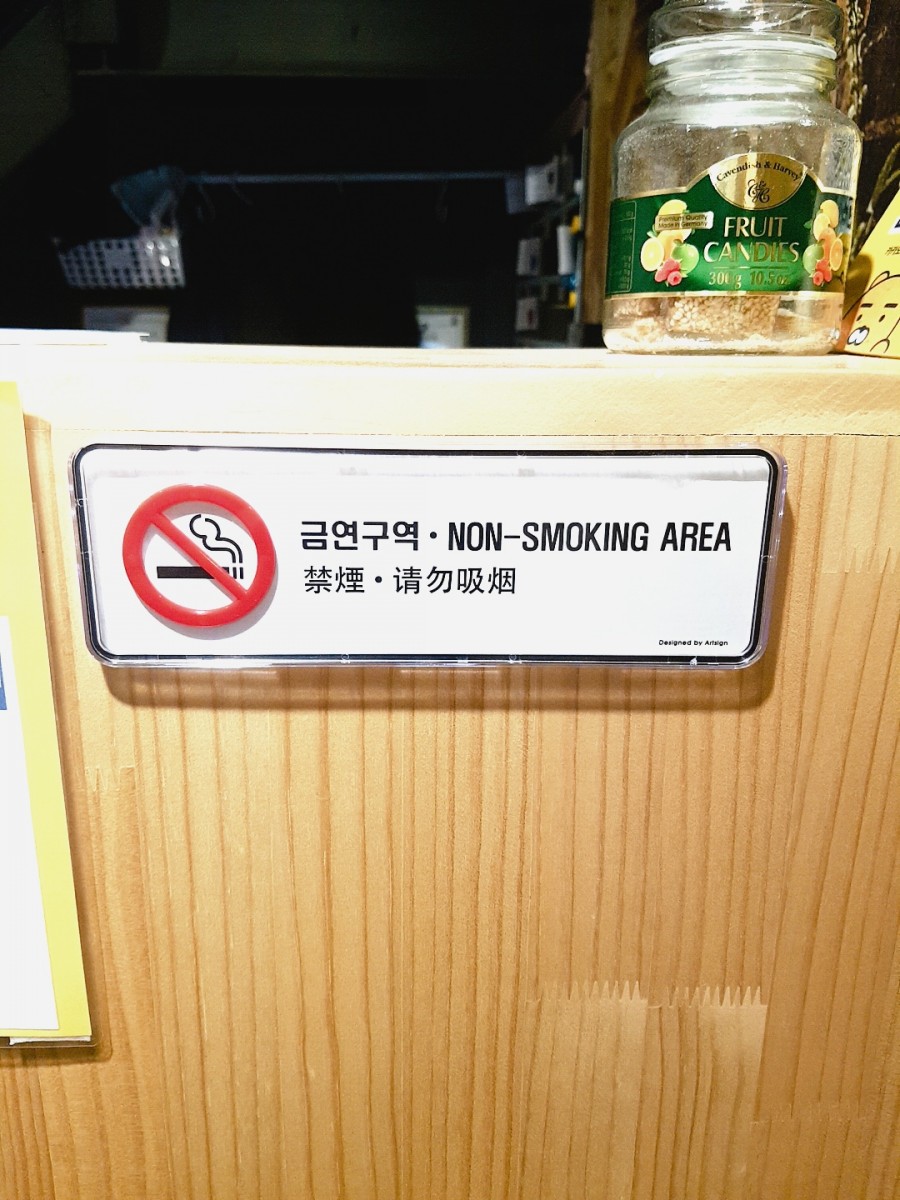 Cavendish & Harvey
Premium Quality
Made in Germany
FRUIT
CANDIES
300g 10.5oz
금연구역 · NON-SMOKING AREA
禁煙 · 请勿吸烟
Designed by Artsign